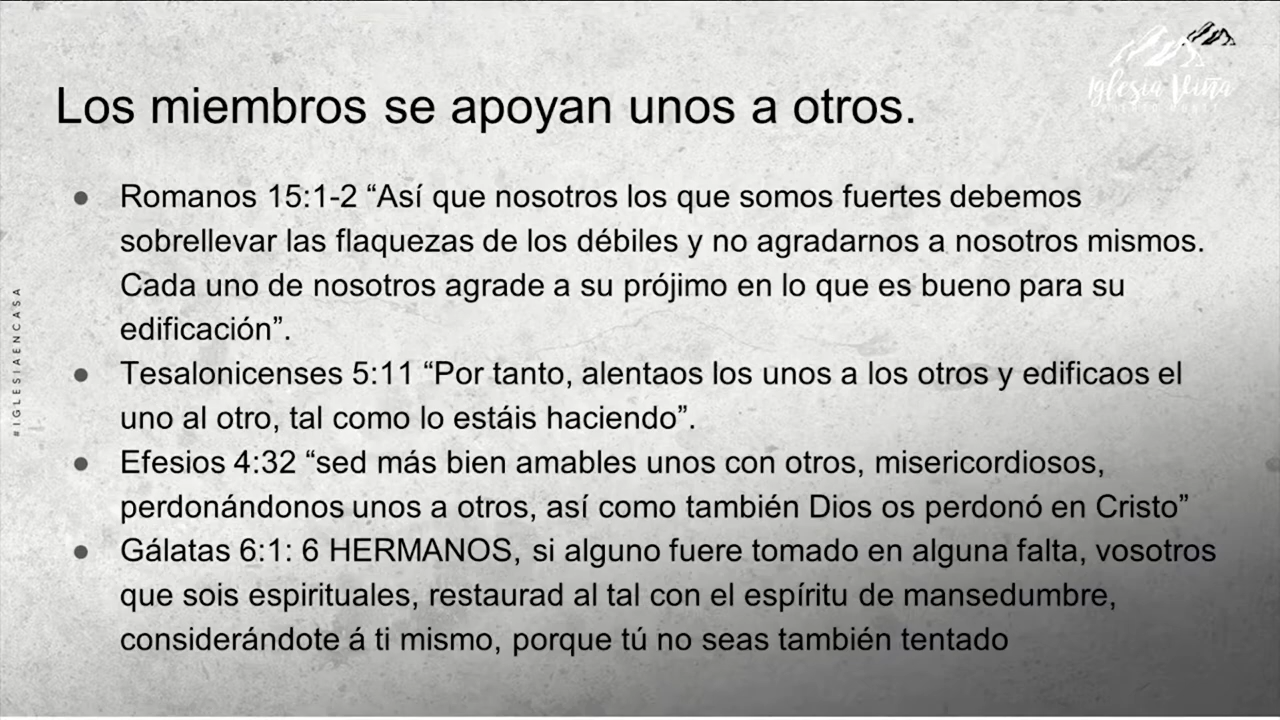 Iglesia Viña
Los miembros se apoyan unos a otros.
● Romanos 15:1-2 “Así que nosotros los que somos fuertes debemos
sobrellevar las flaquezas de los débiles y no agradarnos a nosotros mismos.
Cada uno de nosotros agrade a su prójimo en lo que es bueno para su
edificación”.
● Tesalonicenses 5:11 “Por tanto, alentaos los unos a los otros y edificaos el
uno al otro, tal como lo estáis haciendo”.
● Efesios 4:32 “sed más bien amables unos con otros, misericordiosos,
perdonándonos unos a otros, así como también Dios os perdonó en Cristo”
● Gálatas 6:1: 6 HERMANOS, si alguno fuere tomado en alguna falta, vosotros
que sois espirituales, restaurad al tal con el espíritu de mansedumbre,
considerándote á ti mismo, porque tú no seas también tentado
#IGLESIAENCASA